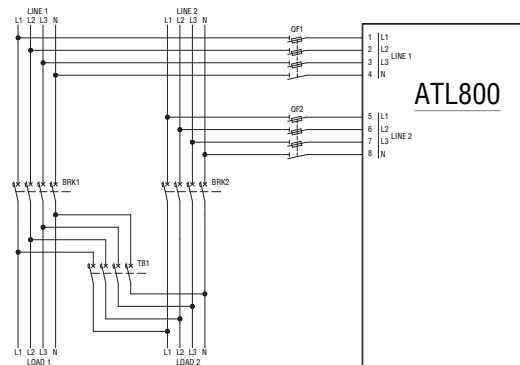 LINE 1
L1 L2 L3 N
LINE 2
L1 L2 L3 N
QF1
1 L1
2 L2
3 L3
4 N
LINE 1
ATL800
QF2
5 L1
6 L2
7 L3
8 N
LINE 2
BRK1
BRK2
TB1
L1 L2 L3 N
LOAD 1
L1 L2 L3 N
LOAD 2